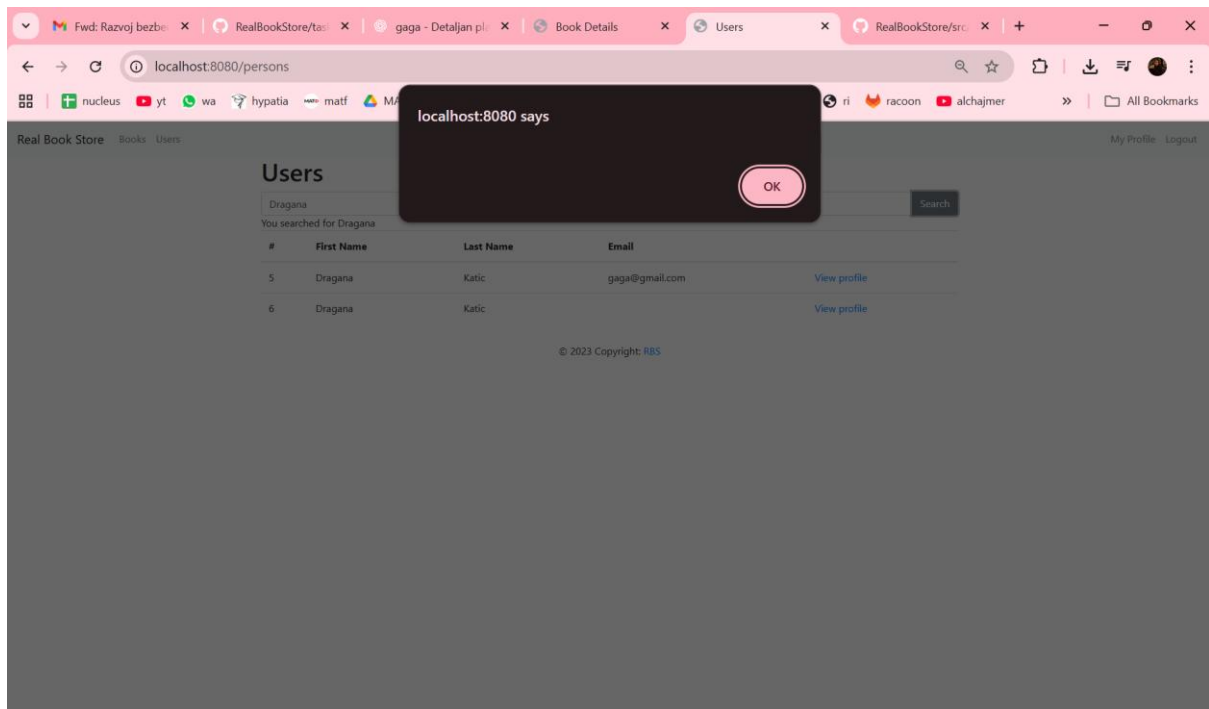 Fwd: Razvoj bezbe
RealBookStore/tas
gaga - Detaljan pl
Book Details
Users
RealBookStore/src
localhost:8080/persons
nucleus yt wa hypatia matf ri racoon alchajmer » All Bookmarks
localhost:8080 says
OK
Real Book Store Books Users My Profile Logout
Users
Dragana Search
You searched for Dragana
# First Name Last Name Email
5 Dragana Katic gaga@gmail.com View profile
6 Dragana Katic View profile
© 2023 Copyright: RBS